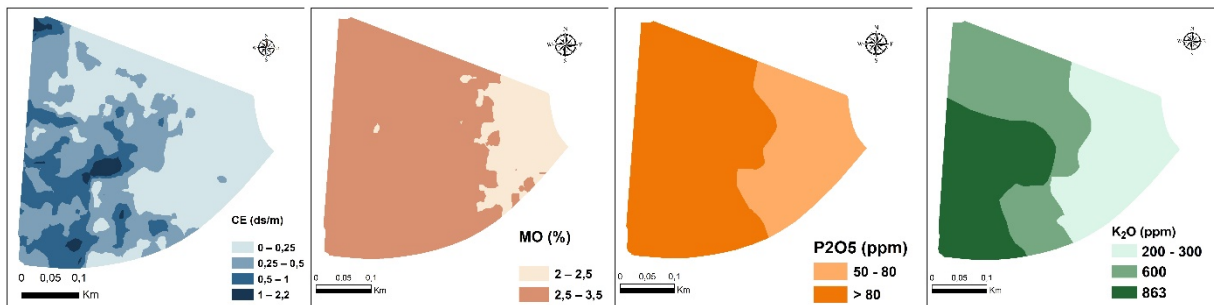 CE (ds/m)
0 – 0,25
0,25 – 0,5
0,5 – 1
1 – 2,2
0 0,05 0,1
Km
N
W
S
MO (%)
2 – 2,5
2,5 – 3,5
0 0,05 0,1
Km
N
W
S
P2O5 (ppm)
50 - 80
> 80
0 0,05 0,1
Km
N
W
S
K₂O (ppm)
200 - 300
600
863
0 0,05 0,1
Km